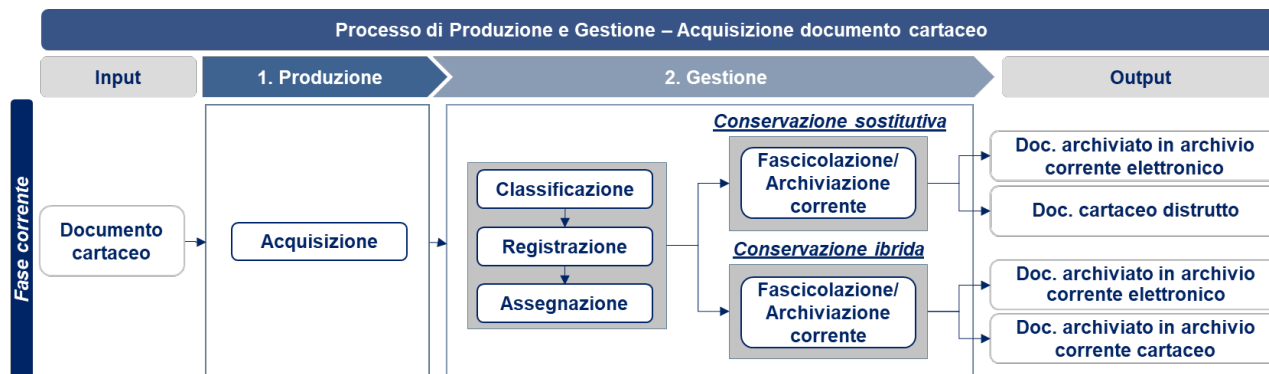 Processo di Produzione e Gestione – Acquisizione documento cartaceo
Input
1. Produzione
2. Gestione
Output
Fase corrente
Documento
cartaceo
Acquisizione
Classificazione
Registrazione
Assegnazione
Conservazione sostitutiva
Fascicolazione/
Archiviazione
corrente
Conservazione ibrida
Fascicolazione/
Archiviazione
corrente
Doc. archiviato in archivio
corrente elettronico
Doc. cartaceo distrutto
Doc. archiviato in archivio
corrente elettronico
Doc. archiviato in archivio
corrente cartaceo